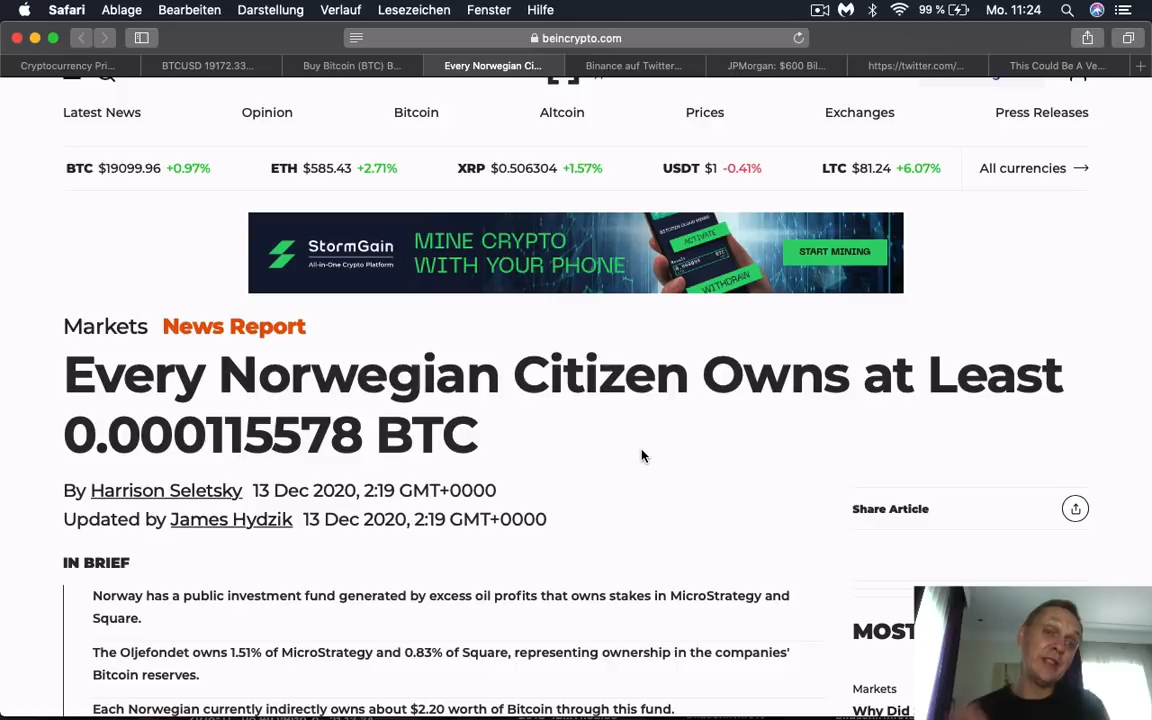 Safari Ablage Bearbeiten Darstellung Verlauf Lesezeichen Fenster Hilfe 99 % Mo. 11:24
beincrypto.com
Cryptocurrency Pri... BTCUSD 19172.33... Buy Bitcoin (BTC) B... Every Norwegian Ci... Binance auf Twitter... JPMorgan: $600 Bil... https://twitter.com/... This Could Be A Ve...
Latest News Opinion Bitcoin Altcoin Prices Exchanges Press Releases
BTC $19099.96 +0.97% ETH $585.43 +2.71% XRP $0.506304 +1.57% USDT $1 -0.41% LTC $81.24 +6.07% All currencies →
StormGain
All-in-One Crypto Platform
MINE CRYPTO
WITH YOUR PHONE
ACTIVATE
WITHDRAW
START MINING
Markets News Report
Every Norwegian Citizen Owns at Least
0.000115578 BTC
By Harrison Seletsky 13 Dec 2020, 2:19 GMT+0000
Updated by James Hydzik 13 Dec 2020, 2:19 GMT+0000
Share Article
IN BRIEF
Norway has a public investment fund generated by excess oil profits that owns stakes in MicroStrategy and
Square.
The Oljefondet owns 1.51% of MicroStrategy and 0.83% of Square, representing ownership in the companies'
Bitcoin reserves.
Each Norwegian currently indirectly owns about $2.20 worth of Bitcoin through this fund.
MOST
Markets
Why Did